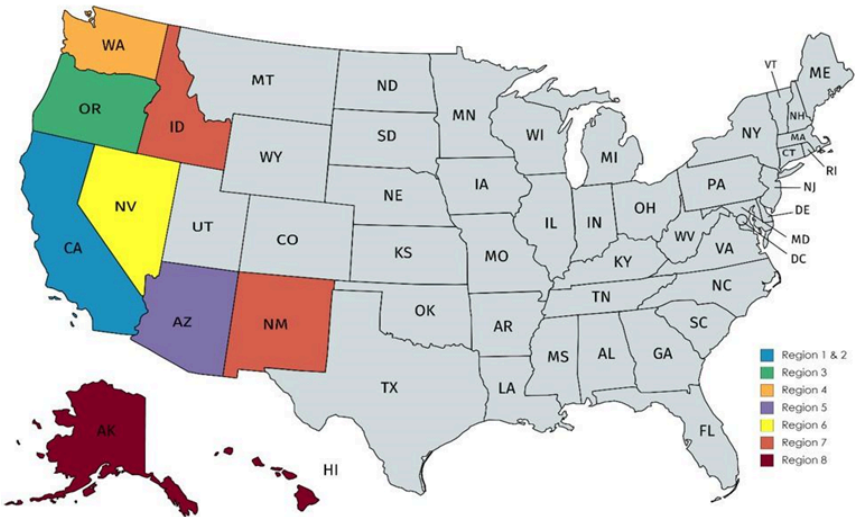 WA
OR
ID
MT
ND
MN
WI
MI
VT
ME
NH
NY
MA
CT
RI
SD
WY
NE
IA
PA
NJ
CA
NV
UT
CO
KS
MO
IL
IN
OH
WV
VA
DE
MD
DC
KY
NC
TN
AZ
NM
OK
AR
SC
MS
AL
GA
TX
LA
FL
AK
HI
Region 1 & 2
Region 3
Region 4
Region 5
Region 6
Region 7
Region 8